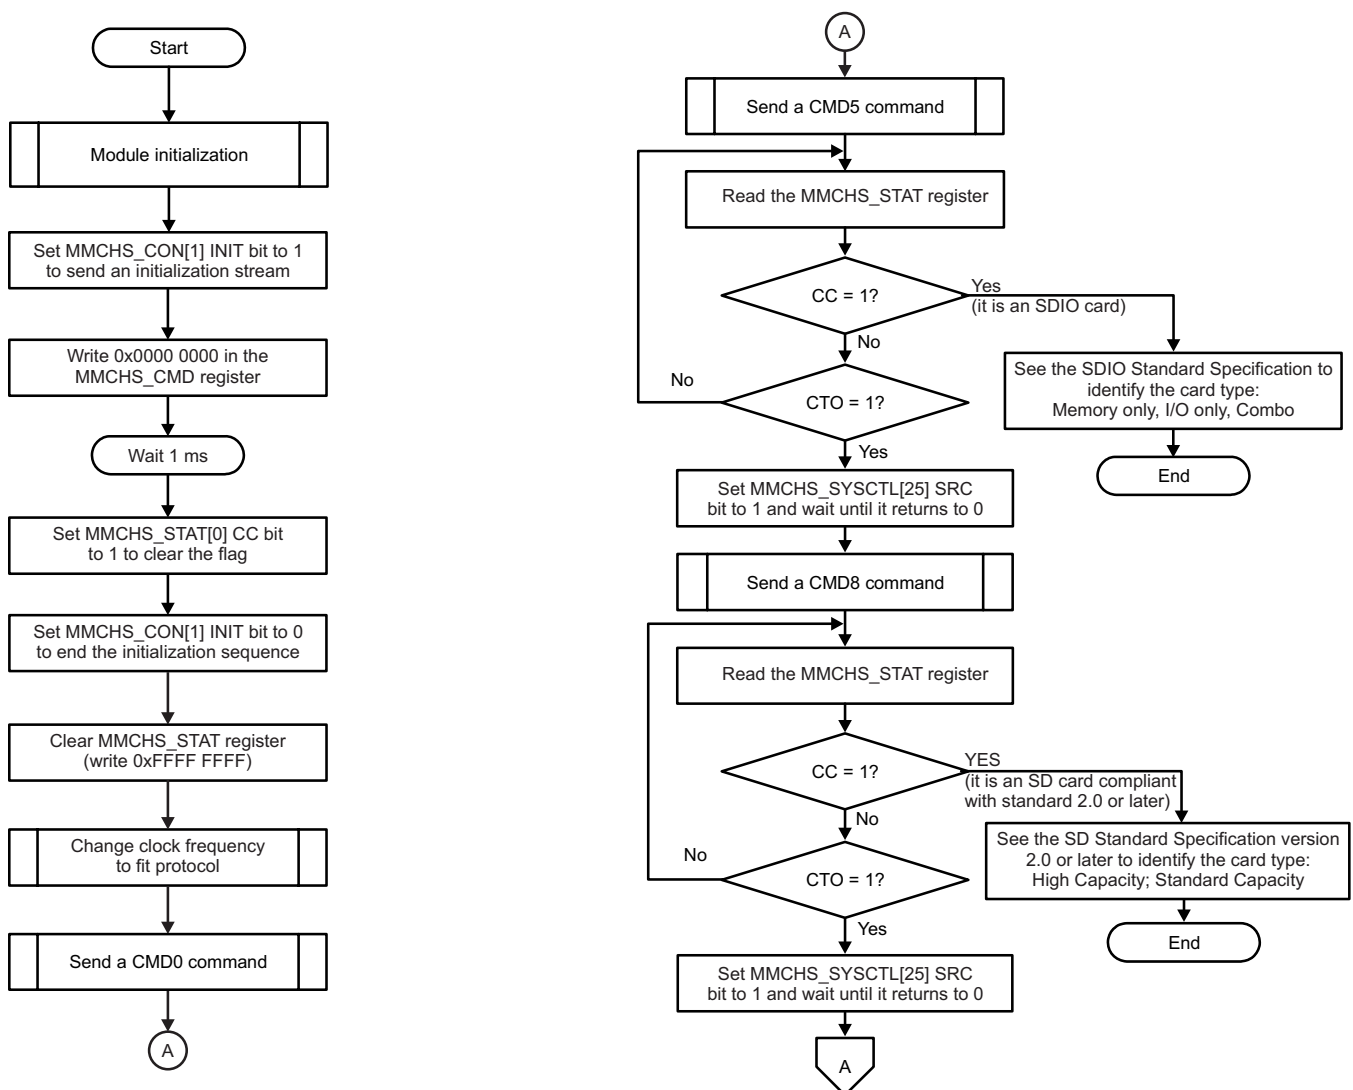 Start
Module initialization
Set MMCHS_CON[1] INIT bit to 1
to send an initialization stream
Write 0x0000 0000 in the
MMCHS_CMD register
Wait 1 ms
Set MMCHS_STAT[0] CC bit
to 1 to clear the flag
Set MMCHS_CON[1] INIT bit to 0
to end the initialization sequence
Clear MMCHS_STAT register
(write 0xFFFF FFFF)
Change clock frequency
to fit protocol
Send a CMD0 command
A
A
Send a CMD5 command
Read the MMCHS_STAT register
CC = 1?
Yes
(it is an SDIO card)
No
See the SDIO Standard Specification to
identify the card type:
Memory only, I/O only, Combo
End
No
CTO = 1?
Yes
Set MMCHS_SYSCTL[25] SRC
bit to 1 and wait until it returns to 0
Send a CMD8 command
Read the MMCHS_STAT register
CC = 1?
YES
(it is an SD card compliant
with standard 2.0 or later)
No
See the SD Standard Specification version
2.0 or later to identify the card type:
High Capacity; Standard Capacity
End
No
CTO = 1?
Yes
Set MMCHS_SYSCTL[25] SRC
bit to 1 and wait until it returns to 0
A